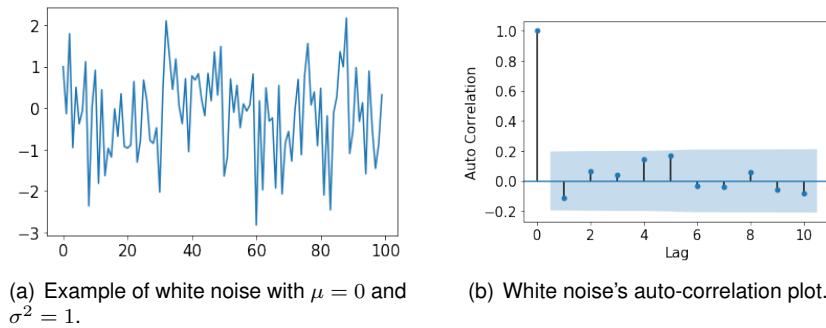 2
1
0
−1
−2
−3
0 20 40 60 80 100
(a) Example of white noise with μ = 0 and
σ² = 1.
Auto Correlation
1.0
0.8
0.6
0.4
0.2
0.0
−0.2
0 2 4 6 8 10
Lag
(b) White noise's auto-correlation plot.